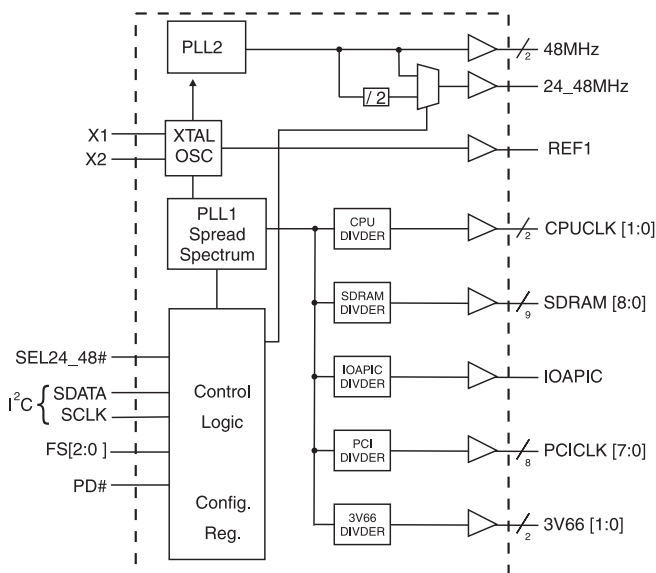 PLL2
48MHz
2
24_48MHz
/ 2
X1
X2
XTAL
OSC
REF1
PLL1
Spread
Spectrum
CPU
DIVDER
CPUCLK [1:0]
2
SDRAM
DIVDER
SDRAM [8:0]
9
IOAPIC
DIVDER
IOAPIC
PCI
DIVDER
PCICLK [7:0]
8
3V66
DIVDER
3V66 [1:0]
2
SEL24_48#
I²C {
SDATA
SCLK
FS[2:0 ]
PD#
Control
Logic
Config.
Reg.